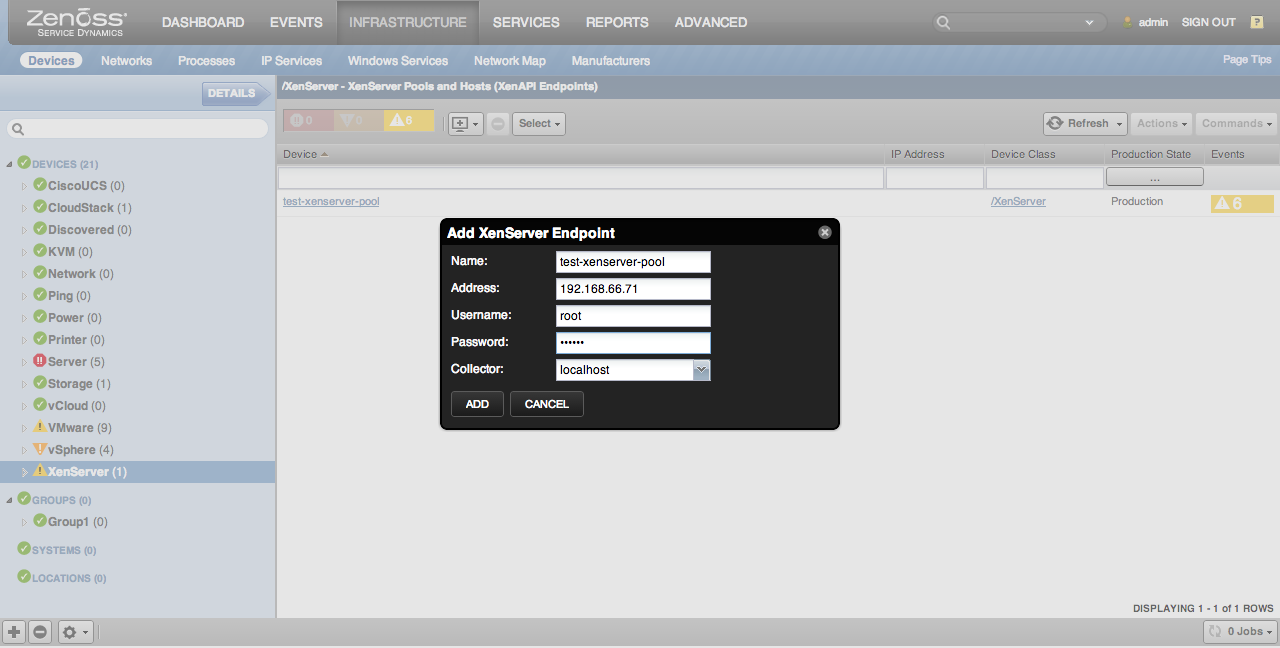 Zenoss
SERVICE DYNAMICS
DASHBOARD EVENTS INFRASTRUCTURE SERVICES REPORTS ADVANCED
admin SIGN OUT ?
Devices Networks Processes IP Services Windows Services Network Map Manufacturers
Page Tips
DETAILS
/XenServer - XenServer Pools and Hosts (XenAPI Endpoints)
0 0 6
Select
Refresh Actions Commands
Device IP Address Device Class Production State Events
...
test-xenserver-pool /XenServer Production 6
DEVICES (21)
CiscoUCS (0)
CloudStack (1)
Discovered (0)
KVM (0)
Network (0)
Ping (0)
Power (0)
Printer (0)
Server (5)
Storage (1)
vCloud (0)
VMware (9)
vSphere (4)
XenServer (1)
GROUPS (0)
Group1 (0)
SYSTEMS (0)
LOCATIONS (0)
Add XenServer Endpoint
Name: test-xenserver-pool
Address: 192.168.66.71
Username: root
Password: ••••••
Collector: localhost
ADD CANCEL
DISPLAYING 1 - 1 of 1 ROWS
0 Jobs